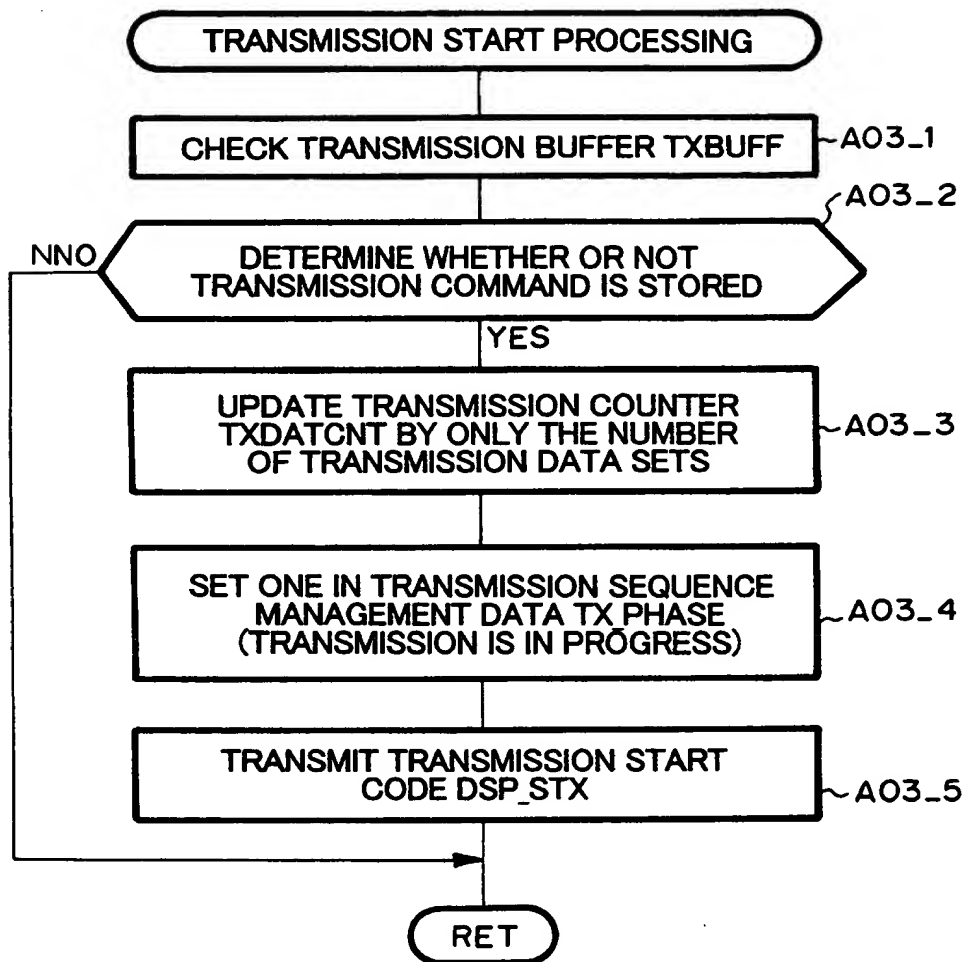 TRANSMISSION START PROCESSING
CHECK TRANSMISSION BUFFER TXBUFF
A03_1
A03_2
NNO
DETERMINE WHETHER OR NOT
TRANSMISSION COMMAND IS STORED
YES
UPDATE TRANSMISSION COUNTER
TXDATCNT BY ONLY THE NUMBER
OF TRANSMISSION DATA SETS
A03_3
SET ONE IN TRANSMISSION SEQUENCE
MANAGEMENT DATA TX_PHASE
(TRANSMISSION IS IN PROGRESS)
A03_4
TRANSMIT TRANSMISSION START
CODE DSP_STX
A03_5
RET